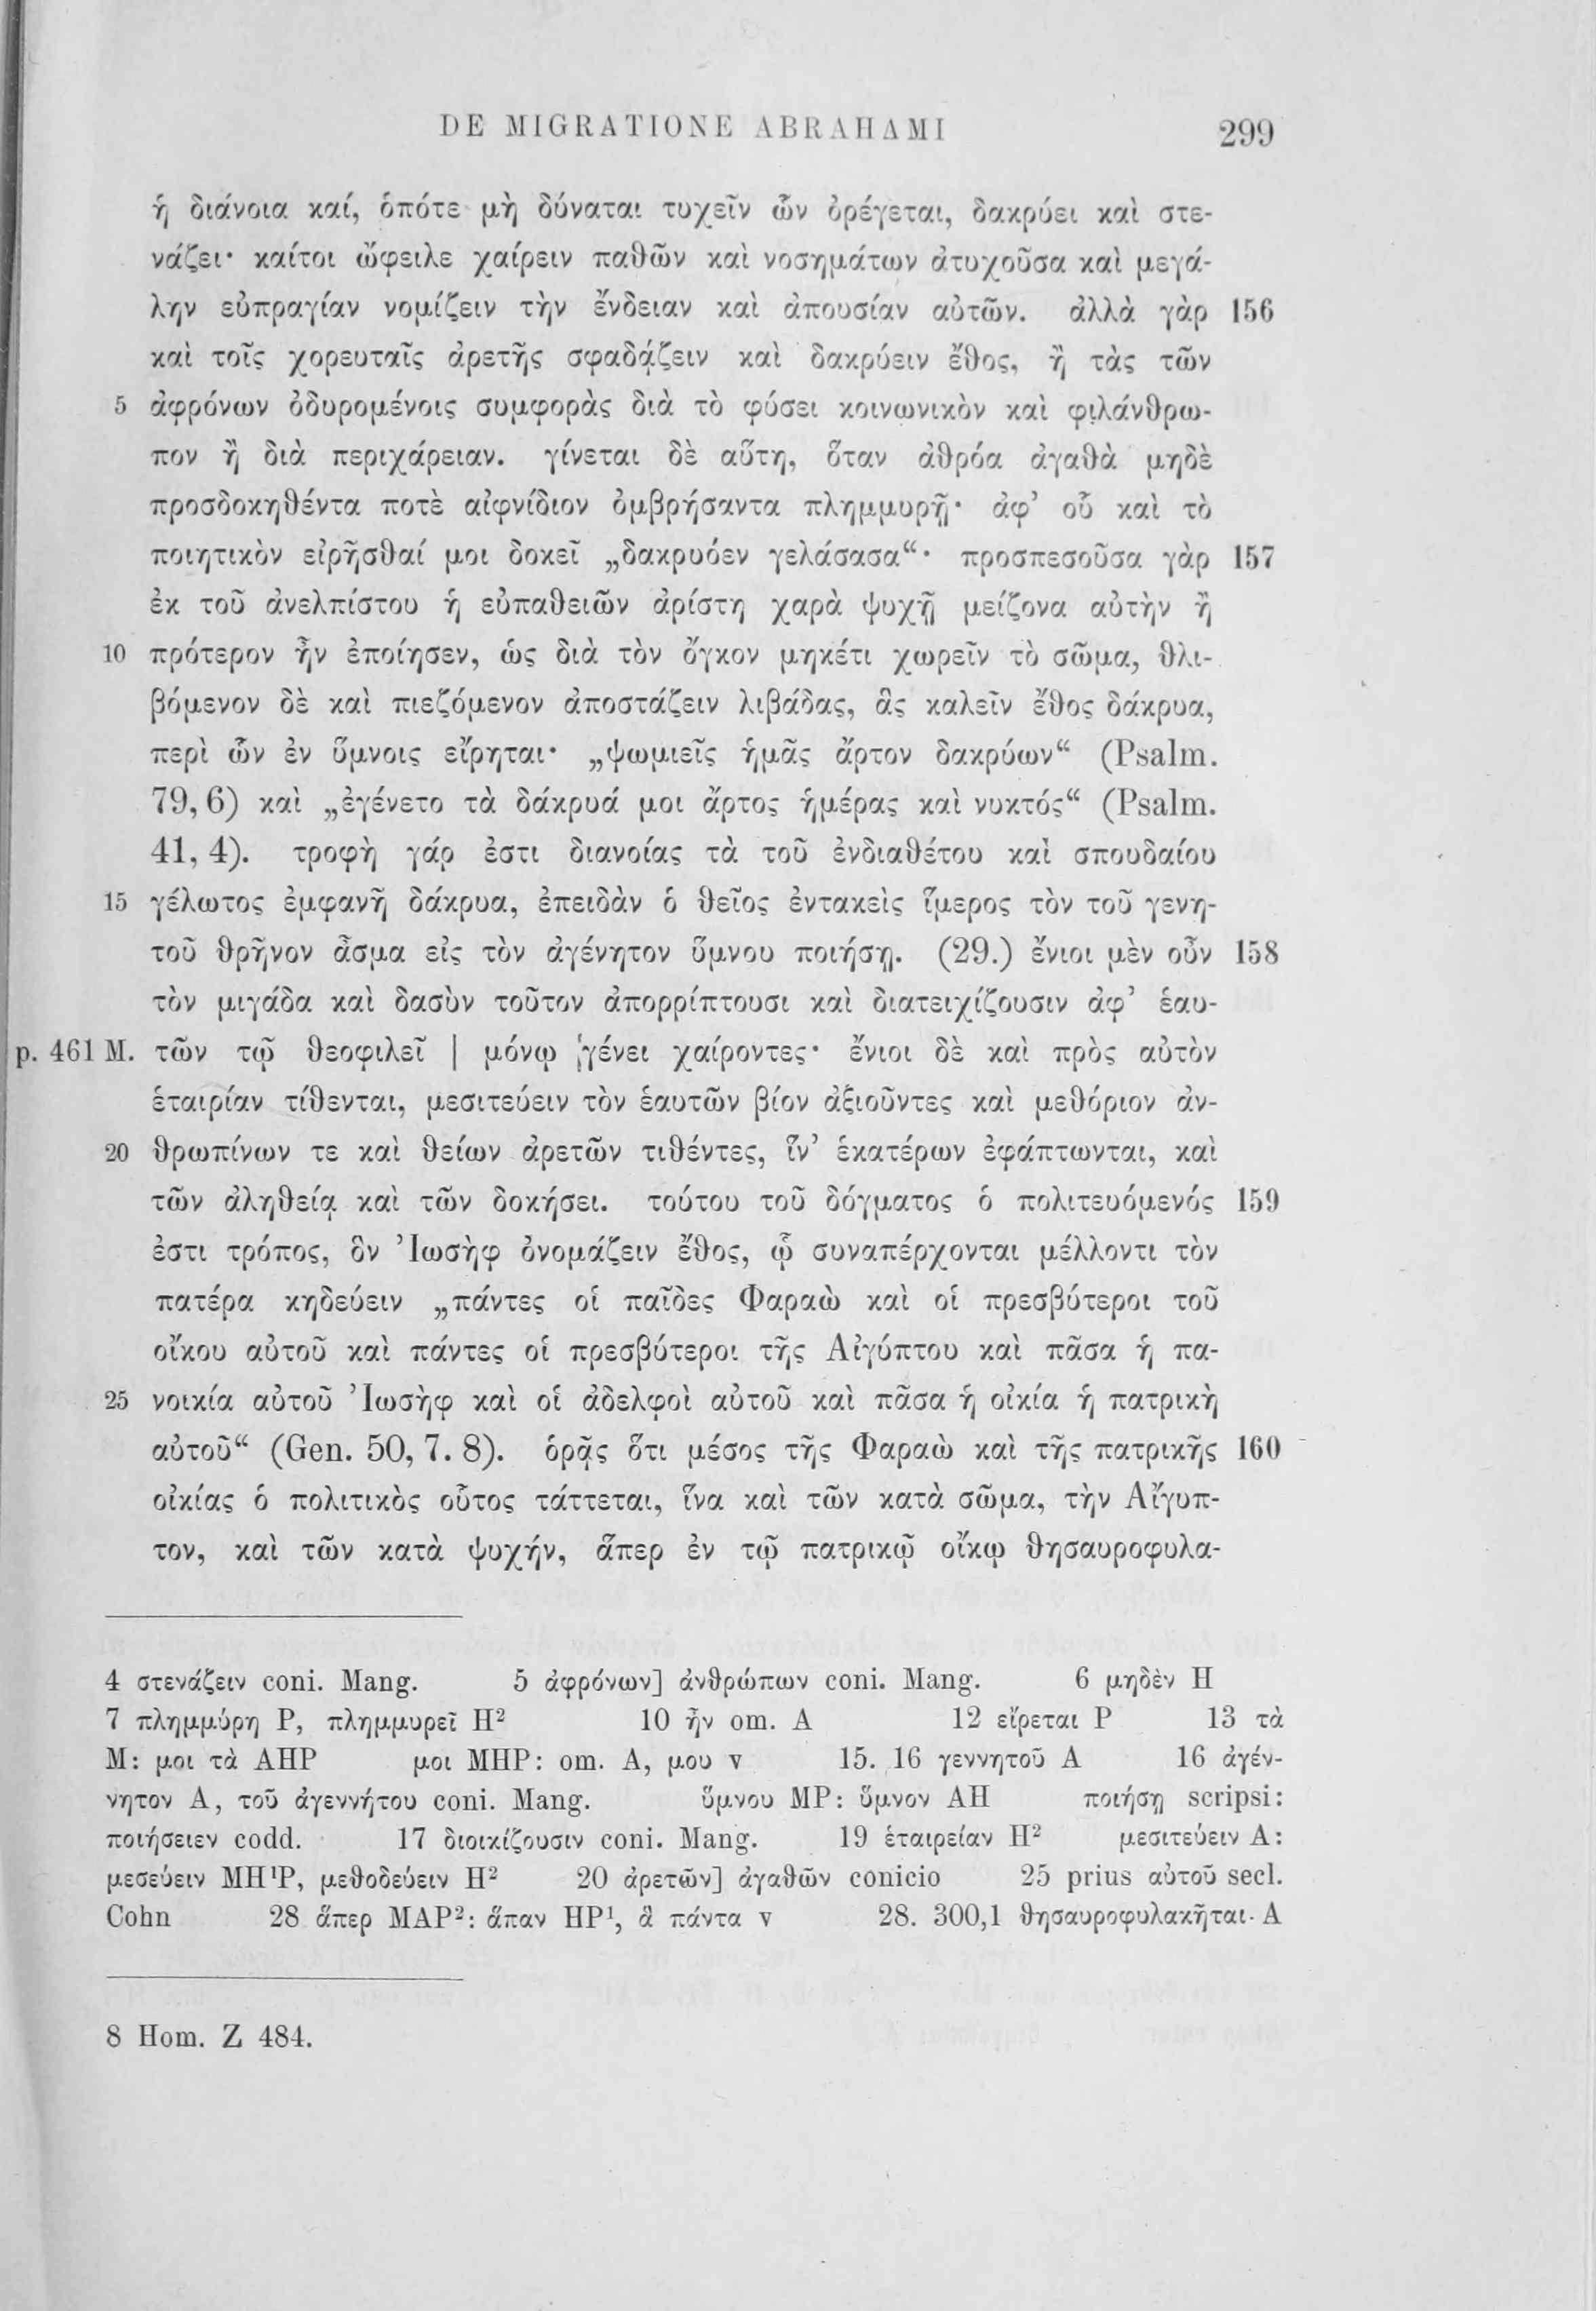 DE MIGRATIONE ABRAHAMI 299
ἡ διάνοια καί, ὁπότε μὴ δύναται τυχεῖν ὧν ὀρέγεται, δακρύει καὶ στε-
νάζει· καίτοι ὤφειλε χαίρειν παθῶν καὶ νοσημάτων ἀτυχοῦσα καὶ μεγά-
λην εὐπραγίαν νομίζειν τὴν ἔνδειαν καὶ ἀπουσίαν αὐτῶν. ἀλλὰ γὰρ 156
καὶ τοῖς χορευταῖς ἀρετῆς σφαδᾴζειν καὶ δακρύειν ἔθος, ἢ τὰς τῶν
5 ἀφρόνων ὀδυρομένοις συμφορὰς διὰ τὸ φύσει κοινωνικὸν καὶ φιλάνθρω-
πον ἢ διὰ περιχάρειαν. γίνεται δὲ αὕτη, ὅταν ἀθρόα ἀγαθὰ μηδὲ
προσδοκηθέντα ποτὲ αἰφνίδιον ὀμβρήσαντα πλημμυρῇ· ἀφ’ οὗ καὶ τὸ
ποιητικὸν εἰρῆσθαί μοι δοκεῖ „δακρυόεν γελάσασα“· προσπεσοῦσα γὰρ 157
ἐκ τοῦ ἀνελπίστου ἡ εὐπαθειῶν ἀρίστη χαρὰ ψυχῇ μείζονα αὐτὴν ἢ
10 πρότερον ἦν ἐποίησεν, ὡς διὰ τὸν ὄγκον μηκέτι χωρεῖν τὸ σῶμα, θλι-
βόμενον δὲ καὶ πιεζόμενον ἀποστάζειν λιβάδας, ἃς καλεῖν ἔθος δάκρυα,
περὶ ὧν ἐν ὕμνοις εἴρηται· „ψωμιεῖς ἡμᾶς ἄρτον δακρύων“ (Psalm.
79, 6) καὶ „ἐγένετο τὰ δάκρυά μοι ἄρτος ἡμέρας καὶ νυκτός“ (Psalm.
41, 4). τροφὴ γάρ ἐστι διανοίας τὰ τοῦ ἐνδιαθέτου καὶ σπουδαίου
15 γέλωτος ἐμφανῆ δάκρυα, ἐπειδὰν ὁ θεῖος ἐντακεὶς ἵμερος τὸν τοῦ γενη-
τοῦ θρῆνον ᾆσμα εἰς τὸν ἀγένητον ὕμνου ποιήσῃ. (29.) ἔνιοι μὲν οὖν 158
τὸν μιγάδα καὶ δασὺν τοῦτον ἀπορρίπτουσι καὶ διατειχίζουσιν ἀφ’ ἑαυ-
p. 461 M. τῶν τῷ θεοφιλεῖ | μόνῳ γένει χαίροντες· ἔνιοι δὲ καὶ πρὸς αὐτὸν
ἑταιρίαν τίθενται, μεσιτεύειν τὸν ἑαυτῶν βίον ἀξιοῦντες καὶ μεθόριον ἀν-
20 θρωπίνων τε καὶ θείων ἀρετῶν τιθέντες, ἵν’ ἑκατέρων ἐφάπτωνται, καὶ
τῶν ἀληθείᾳ καὶ τῶν δοκήσει. τούτου τοῦ δόγματος ὁ πολιτευόμενός 159
ἐστι τρόπος, ὃν Ἰωσὴφ ὀνομάζειν ἔθος, ᾧ συναπέρχονται μέλλοντι τὸν
πατέρα κηδεύειν „πάντες οἱ παῖδες Φαραὼ καὶ οἱ πρεσβύτεροι τοῦ
οἴκου αὐτοῦ καὶ πάντες οἱ πρεσβύτεροι τῆς Αἰγύπτου καὶ πᾶσα ἡ πα-
25 νοικία αὐτοῦ Ἰωσὴφ καὶ οἱ ἀδελφοὶ αὐτοῦ καὶ πᾶσα ἡ οἰκία ἡ πατρικὴ
αὐτοῦ“ (Gen. 50, 7. 8). ὁρᾷς ὅτι μέσος τῆς Φαραὼ καὶ τῆς πατρικῆς 160
οἰκίας ὁ πολιτικὸς οὗτος τάττεται, ἵνα καὶ τῶν κατὰ σῶμα, τὴν Αἴγυπ-
τον, καὶ τῶν κατὰ ψυχήν, ἅπερ ἐν τῷ πατρικῷ οἴκῳ θησαυροφυλα-
4 στενάζειν coni. Mang. 5 ἀφρόνων] ἀνθρώπων coni. Mang. 6 μηδὲν H
7 πλημμύρη P, πλημμυρεῖ H² 10 ἦν om. A 12 εἴρεται P 13 τὰ
M: μοι τὰ AHP μοι MHP: om. A, μου v 15. 16 γεννητοῦ A 16 ἀγέν-
νητον A, τοῦ ἀγεννήτου coni. Mang. ὕμνου MP: ὕμνον AH ποιήσῃ scripsi:
ποιήσειεν codd. 17 διοικίζουσιν coni. Mang. 19 ἑταιρείαν H² μεσιτεύειν A:
μεσεύειν MH¹P, μεθοδεύειν H² 20 ἀρετῶν] ἀγαθῶν conicio 25 prius αὐτοῦ secl.
Cohn 28 ἅπερ MAP²: ἅπαν HP¹, ἃ πάντα v 28. 300,1 θησαυροφυλακῆται A
8 Hom. Z 484.